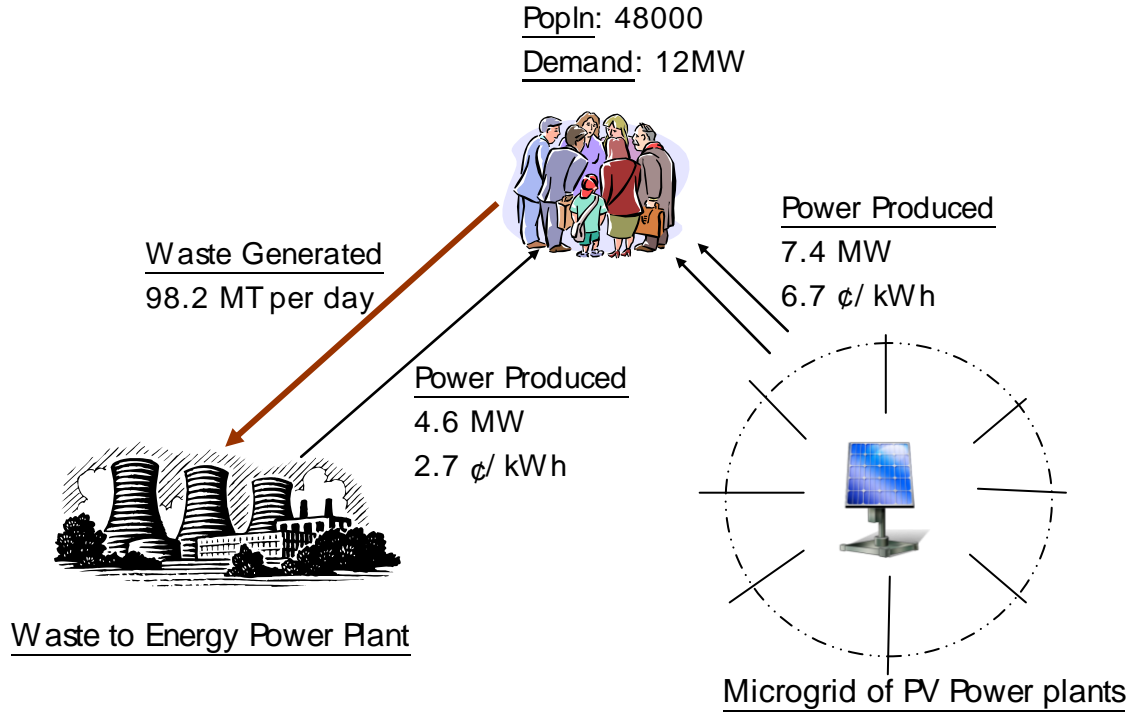 PopIn: 48000
Demand: 12MW
Power Produced
7.4 MW
6.7 ¢/ kWh
Waste Generated
98.2 MT per day
Power Produced
4.6 MW
2.7 ¢/ kWh
Waste to Energy Power Plant
Microgrid of PV Power plants